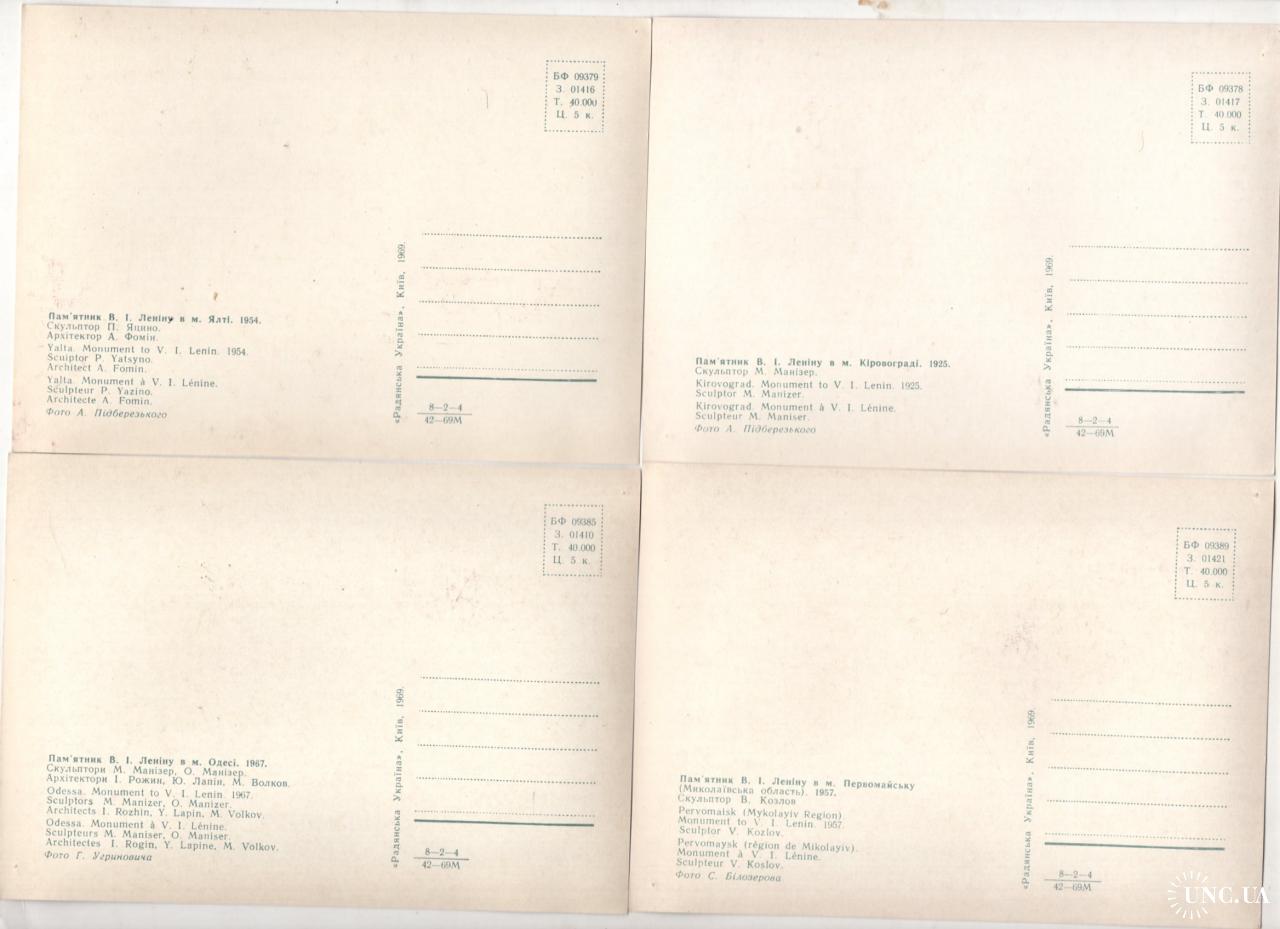 БФ 09379
З. 01416
Т. 40.000
Ц. 5 к.
Пам'ятник В. І. Леніну в м. Ялті. 1954.
Скульптор П. Яцино.
Архітектор А. Фомін.
Yalta. Monument to V. I. Lenin. 1954.
Sculptor P. Yatsyno.
Architect A. Fomin.
Yalta. Monument à V. I. Lénine.
Sculpteur P. Yazino.
Architecte A. Fomin.
Фото А. Підберезького
«Радянська Україна», Київ, 1969.
8—2—4
42—69М
БФ 09378
З. 01417
Т. 40.000
Ц. 5 к.
Пам'ятник В. І. Леніну в м. Кіровограді. 1925.
Скульптор М. Манізер.
Kirovograd. Monument to V. I. Lenin. 1925.
Sculptor M. Manizer.
Kirovograd. Monument à V. I. Lénine.
Sculpteur M. Maniser.
Фото А. Підберезького
«Радянська Україна», Київ, 1969.
8—2—4
42—69М
БФ 09385
З. 01410
Т. 40.000
Ц. 5 к.
Пам'ятник В. І. Леніну в м. Одесі. 1967.
Скульптори М. Манізер, О. Манізер.
Архітектори І. Рожин, Ю. Лапін, М. Волков.
Odessa. Monument to V. I. Lenin. 1967.
Sculptors M. Manizer, O. Manizer.
Architects I. Rozhin, Y. Lapin, M. Volkov.
Odessa. Monument à V. I. Lénine.
Sculpteurs M. Maniser, O. Maniser.
Architectes I. Rogin, Y. Lapine, M. Volkov.
Фото Г. Угриновича
«Радянська Україна», Київ, 1969.
8—2—4
42—69М
БФ 09389
З. 01421
Т. 40.000
Ц. 5 к.
Пам'ятник В. І. Леніну в м. Первомайську
(Миколаївська область). 1957.
Скульптор В. Козлов
Pervomaisk (Mykolayiv Region)
Monument to V. I. Lenin. 1957.
Sculptor V. Kozlov.
Pervomaysk (région de Mikolayiv).
Monument à V. I. Lénine.
Sculpteur V. Koslov.
Фото С. Білозерова
«Радянська Україна», Київ, 1969.
8—2—4
42—69М
UNC.UA